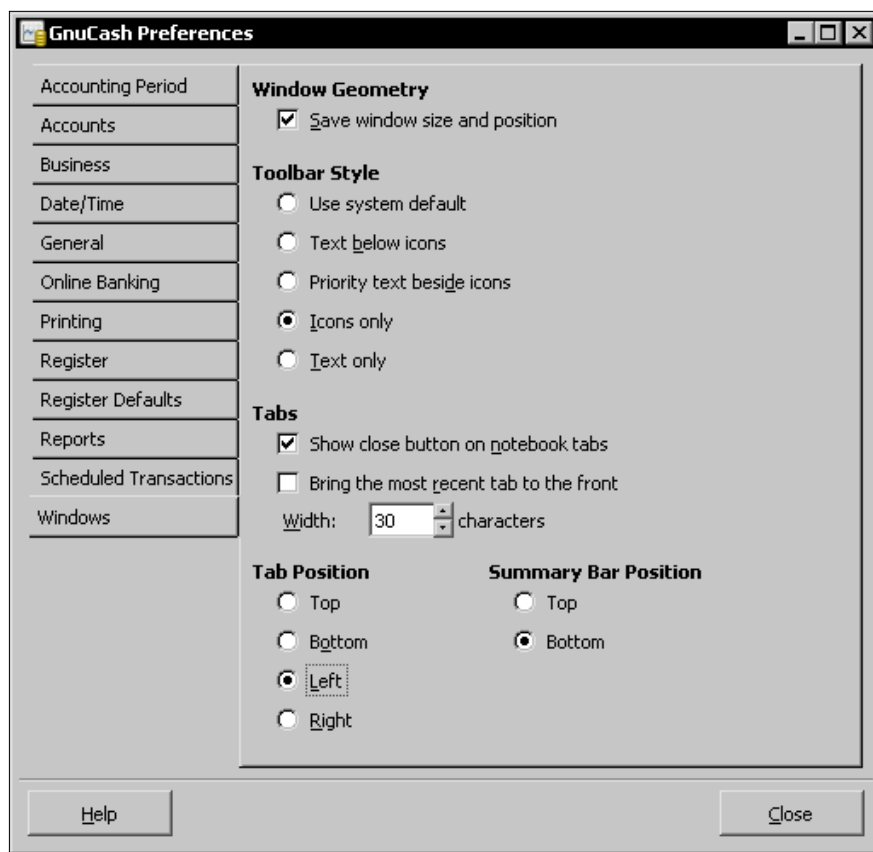 GnuCash Preferences
Accounting Period
Accounts
Business
Date/Time
General
Online Banking
Printing
Register
Register Defaults
Reports
Scheduled Transactions
Windows
Window Geometry
Save window size and position
Toolbar Style
Use system default
Text below icons
Priority text beside icons
Icons only
Text only
Tabs
Show close button on notebook tabs
Bring the most recent tab to the front
Width: 30 characters
Tab Position
Top
Bottom
Left
Right
Summary Bar Position
Top
Bottom
Help
Close